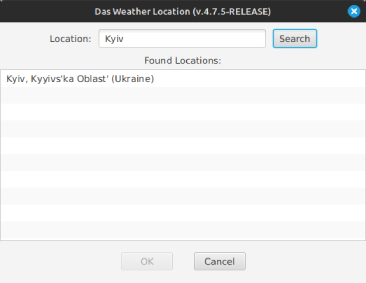 Das Weather Location (v.4.7.5-RELEASE)
Location: Kyiv Search
Found Locations:
Kyiv, Kyyivs'ka Oblast' (Ukraine)
OK Cancel